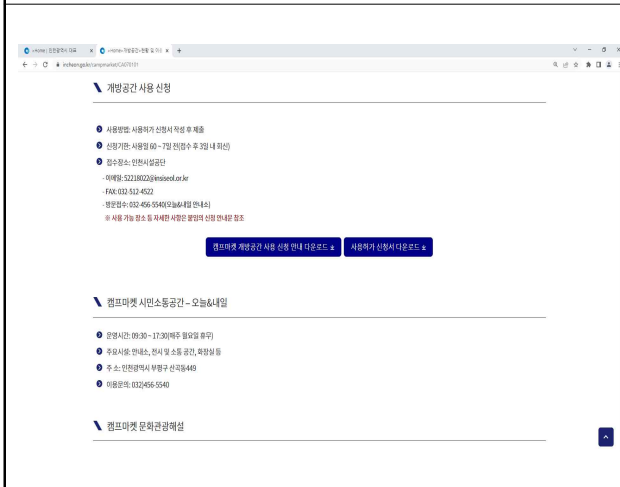 incheon.go.kr/campmarket/CA070101
개방공간 사용 신청
사용방법: 사용허가 신청서 작성 후 제출
신청기한: 사용일 60 ~ 7일 전(접수 후 3일 내 회신)
접수장소: 인천시설공단
- 이메일: 52218022@insiseol.or.kr
- FAX: 032-512-4522
- 방문접수: 032-456-5540(오늘&내일 안내소)
※ 사용 가능 장소 등 자세한 사항은 붙임의 신청 안내문 참조
캠프마켓 개방공간 사용 신청 안내 다운로드
사용허가 신청서 다운로드
캠프마켓 시민소통공간 – 오늘&내일
운영시간: 09:30 ~ 17:30(매주 월요일 휴무)
주요시설: 안내소, 전시 및 소통 공간, 화장실 등
주 소: 인천광역시 부평구 산곡동449
이용문의: 032)456-5540
캠프마켓 문화관광해설